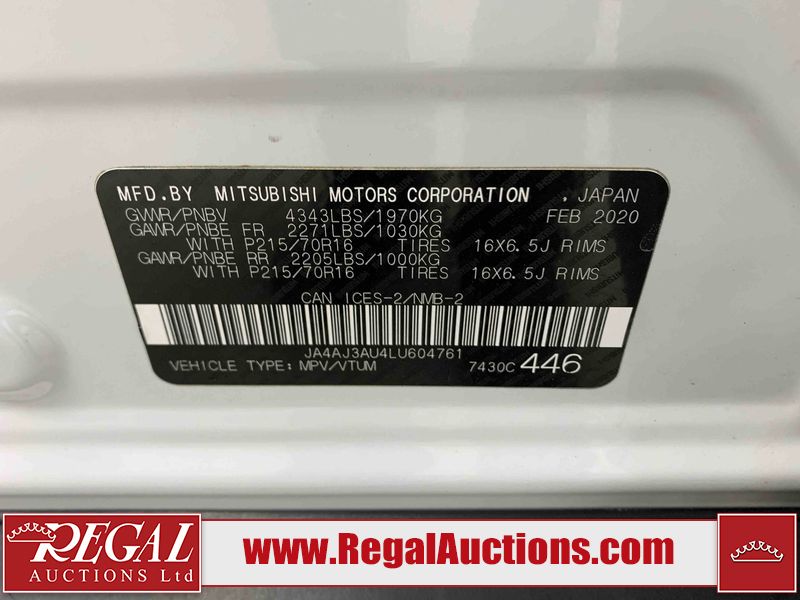 MFD.BY MITSUBISHI MOTORS CORPORATION , JAPAN
GVWR/PNBV 4343LBS/1970KG FEB 2020
GAWR/PNBE FR 2271LBS/1030KG
WITH P215/70R16 TIRES 16X6.5J RIMS
GAWR/PNBE RR 2205LBS/1000KG
WITH P215/70R16 TIRES 16X6.5J RIMS
CAN ICES-2/NMB-2
JA4AJ3AU4LU604761
VEHICLE TYPE:MPV/VTUM 7430C 446
REGAL
AUCTIONS Ltd
www.RegalAuctions.com